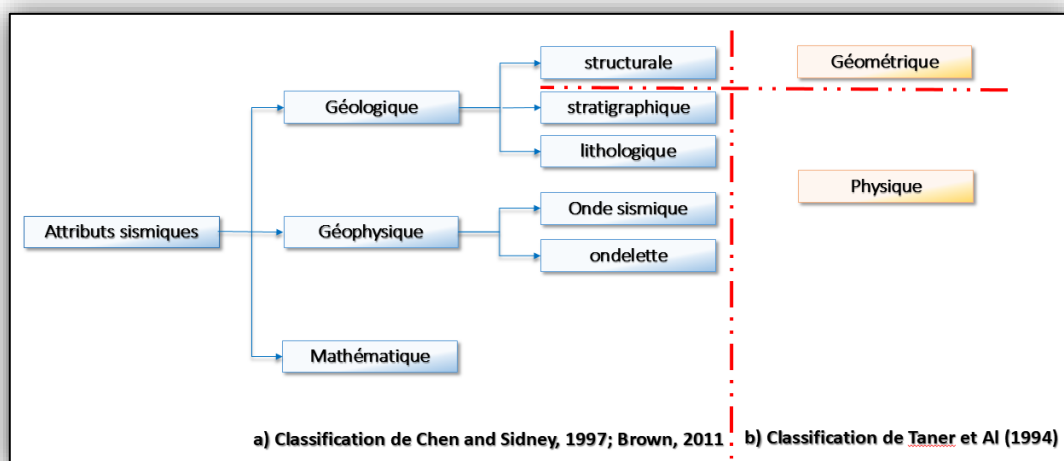 structurale
Géométrique
Géologique
stratigraphique
lithologique
Physique
Onde sismique
Attributs sismiques
Géophysique
ondelette
Mathématique
a) Classification de Chen and Sidney, 1997; Brown, 2011
b) Classification de Taner et Al (1994)